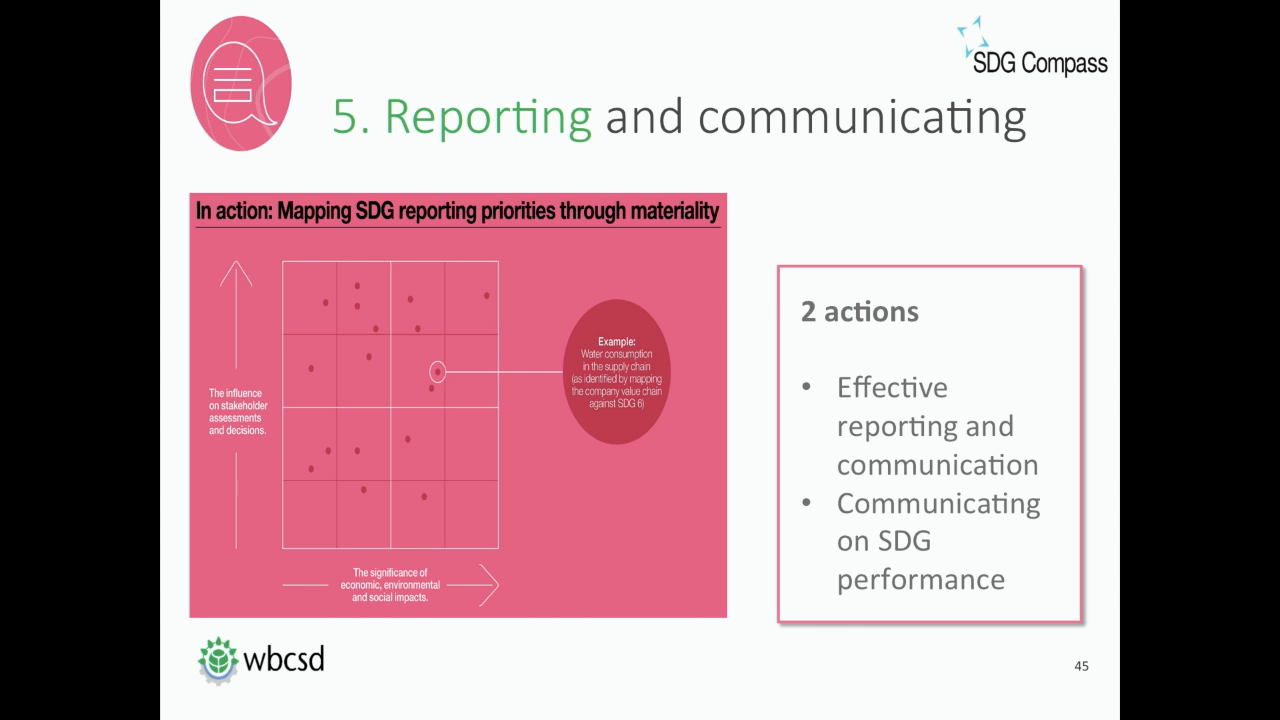 SDG Compass
5. Reporting and communicating
In action: Mapping SDG reporting priorities through materiality
The influence
on stakeholder
assessments
and decisions.
Example:
Water consumption
in the supply chain
(as identified by mapping
the company value chain
against SDG 6)
The significance of
economic, environmental
and social impacts.
2 actions
• Effective
reporting and
communication
• Communicating
on SDG
performance
wbcsd
45